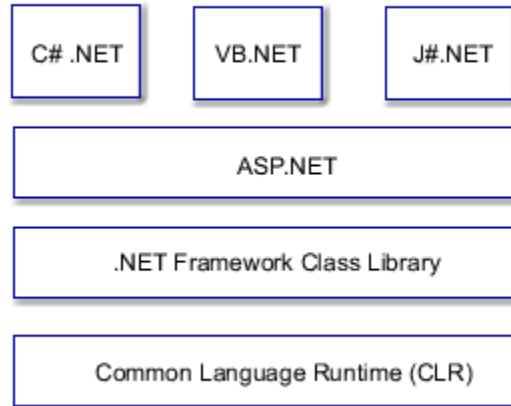 C# .NET VB.NET J#.NET
ASP.NET
.NET Framework Class Library
Common Language Runtime (CLR)